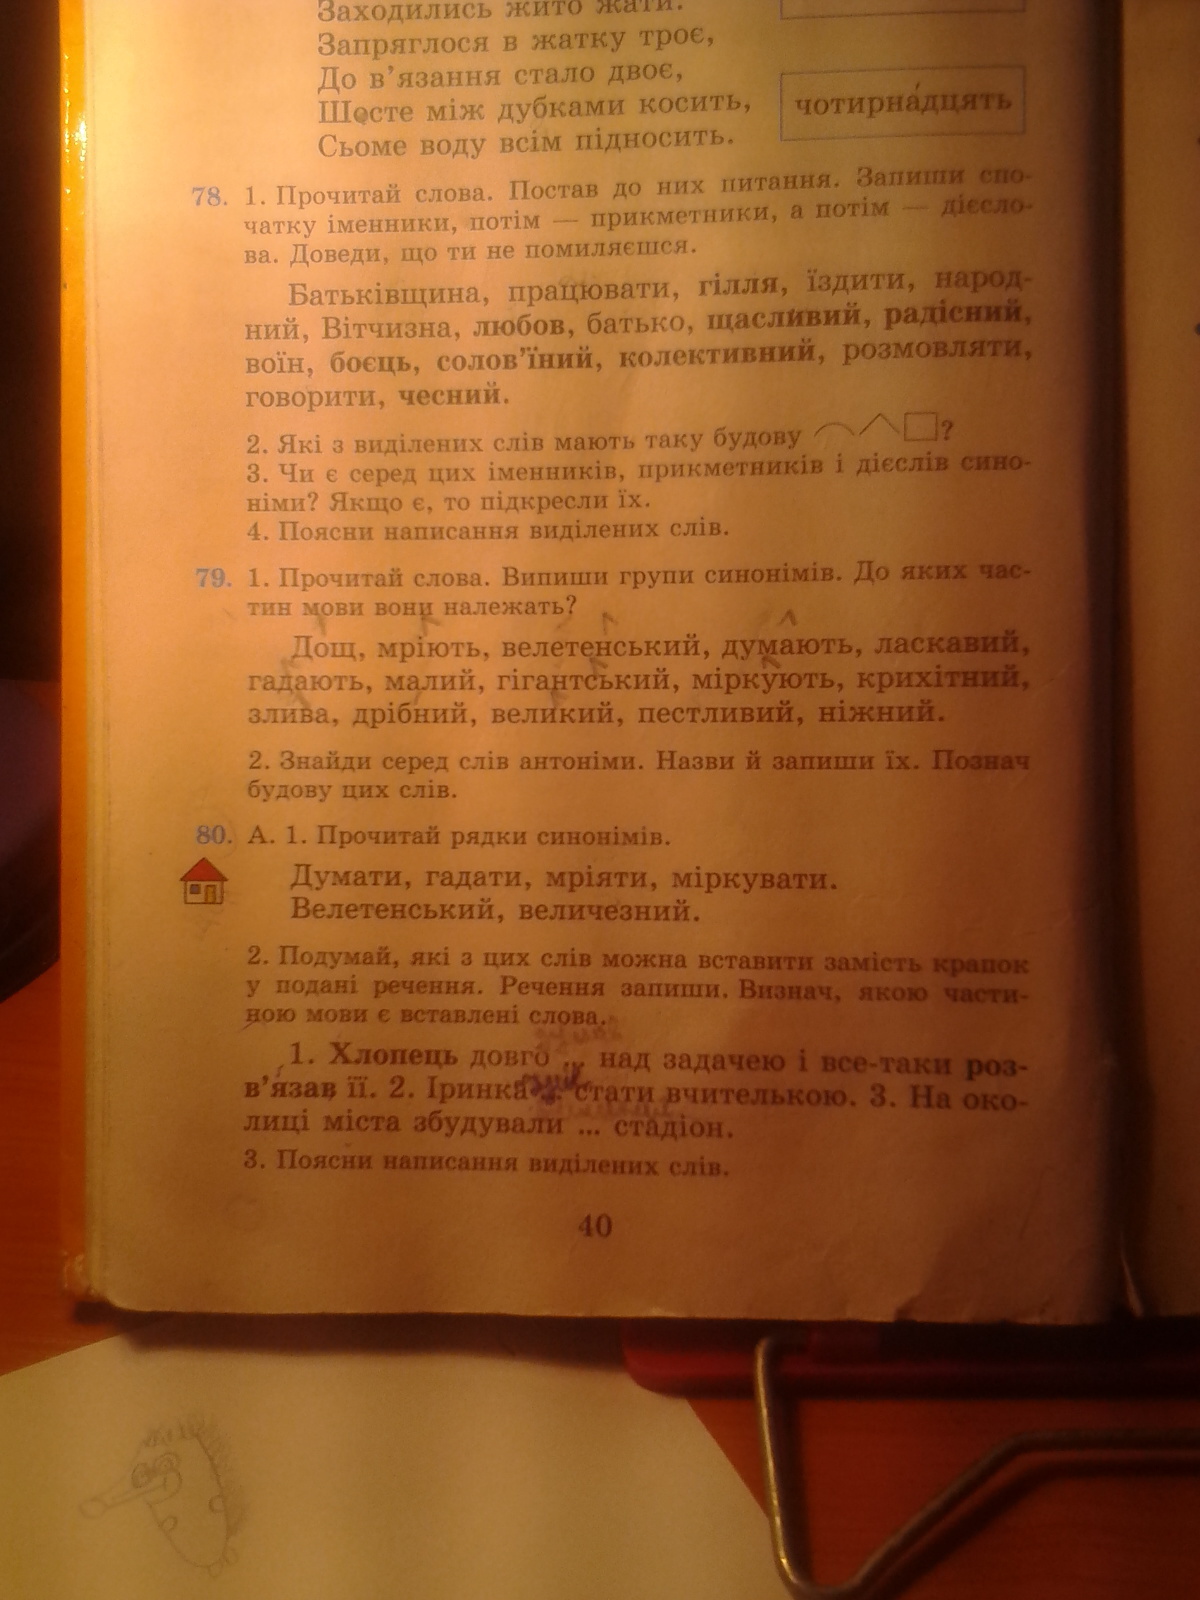 Заходились жито жати.
Запряглося в жатку троє,
До в’язання стало двоє,
Шосте між дубками косить,
Сьоме воду всім підносить.
чотирна́дцять
78. 1. Прочитай слова. Постав до них питання. Запиши спо-
чатку іменники, потім — прикметники, а потім — дієсло-
ва. Доведи, що ти не помиляєшся.
Батьківщина, працювати, гілля, їздити, народ-
ний, Вітчизна, любов, батько, щасливий, радісний,
воїн, боєць, солов’їний, колективний, розмовляти,
говорити, чесний.
2. Які з виділених слів мають таку будову ?
3. Чи є серед цих іменників, прикметників і дієслів сино-
німи? Якщо є, то підкресли їх.
4. Поясни написання виділених слів.
79. 1. Прочитай слова. Випиши групи синонімів. До яких час-
тин мови вони належать?
Дощ, мріють, велетенський, думають, ласкавий,
гадають, малий, гігантський, міркують, крихітний,
злива, дрібний, великий, пестливий, ніжний.
2. Знайди серед слів антоніми. Назви й запиши їх. Познач
будову цих слів.
80. А. 1. Прочитай рядки синонімів.
Думати, гадати, мріяти, міркувати.
Велетенський, величезний.
2. Подумай, які з цих слів можна вставити замість крапок
у подані речення. Речення запиши. Визнач, якою части-
ною мови є вставлені слова.
1. Хлопець довго ... над задачею і все-таки роз-
в’язав її. 2. Іринка ... стати вчителькою. 3. На око-
лиці міста збудували ... стадіон.
3. Поясни написання виділених слів.
40